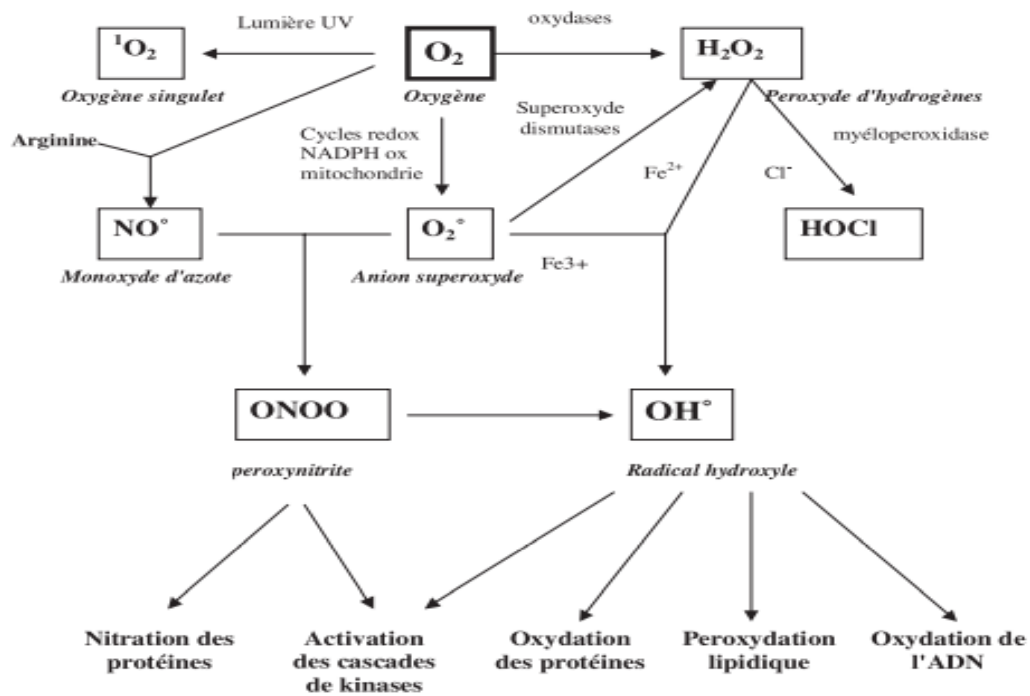 Lumière UV
oxydases
¹O₂
O₂
H₂O₂
Oxygène singulet
Oxygène
Peroxyde d'hydrogènes
Arginine
Cycles redox
NADPH ox
mitochondrie
Superoxyde
dismutases
myéloperoxidase
Fe²⁺
Cl⁻
NO°
O₂°
HOCl
Monoxyde d'azote
Anion superoxyde
Fe3+
ONOO
OH°
peroxynitrite
Radical hydroxyle
Nitration des
protéines
Activation
des cascades
de kinases
Oxydation
des protéines
Peroxydation
lipidique
Oxydation de
l'ADN